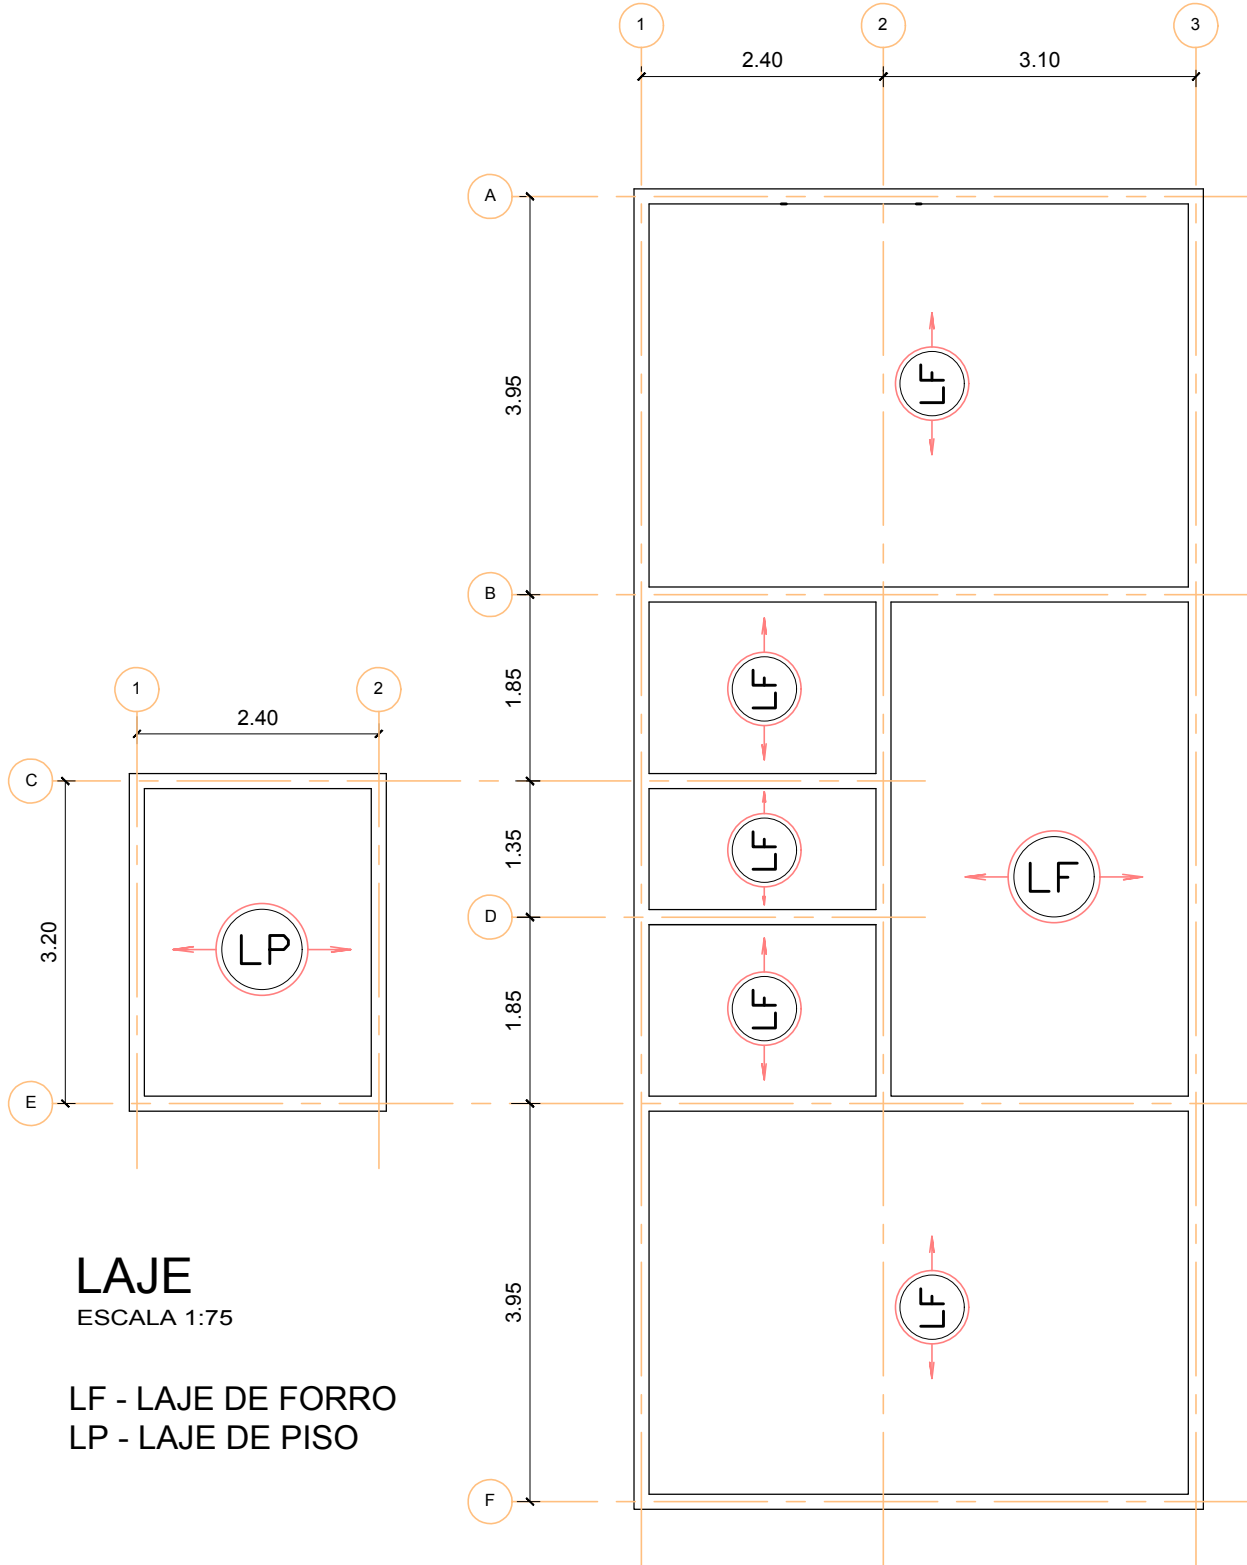 1
2
3
2.40
3.10
A
3.95
LF
B
1.85
LF
1
2
2.40
C
1.35
LF
LF
D
3.20
LP
1.85
LF
E
3.95
LF
F
LAJE
ESCALA 1:75
LF - LAJE DE FORRO
LP - LAJE DE PISO